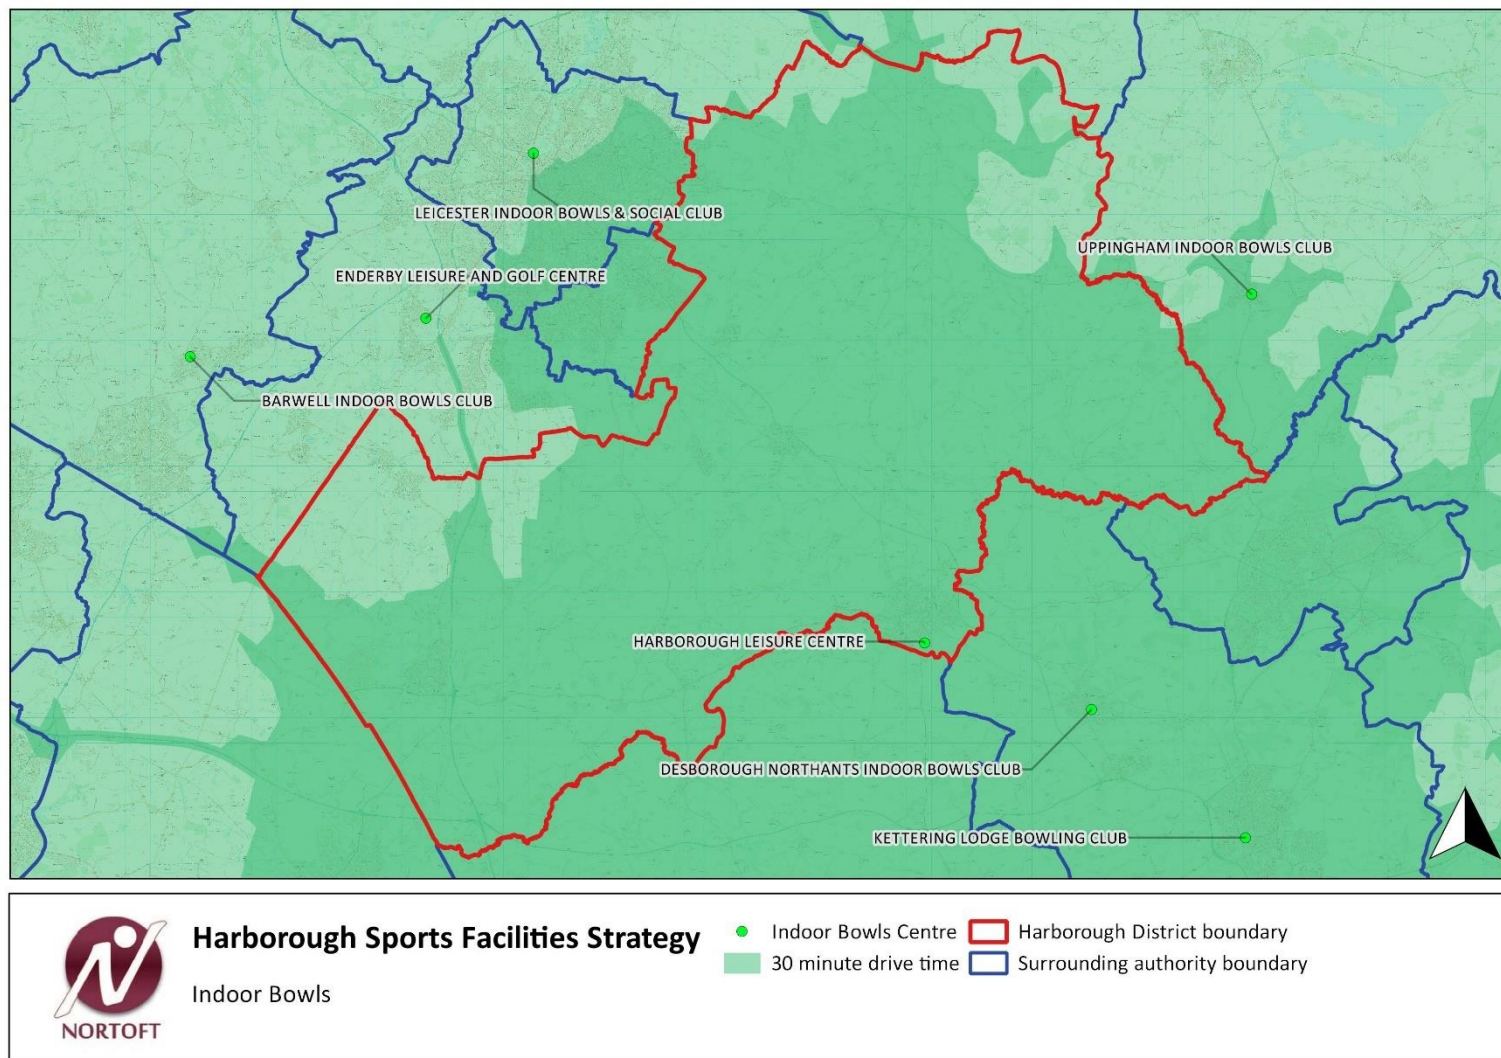 LEICESTER INDOOR BOWLS & SOCIAL CLUB
UPPINGHAM INDOOR BOWLS CLUB
ENDERBY LEISURE AND GOLF CENTRE
BARWELL INDOOR BOWLS CLUB
HARBOROUGH LEISURE CENTRE
DESBOROUGH NORTHANTS INDOOR BOWLS CLUB
KETTERING LODGE BOWLING CLUB
NORTOFT
Harborough Sports Facilities Strategy
Indoor Bowls
Indoor Bowls Centre
Harborough District boundary
30 minute drive time
Surrounding authority boundary